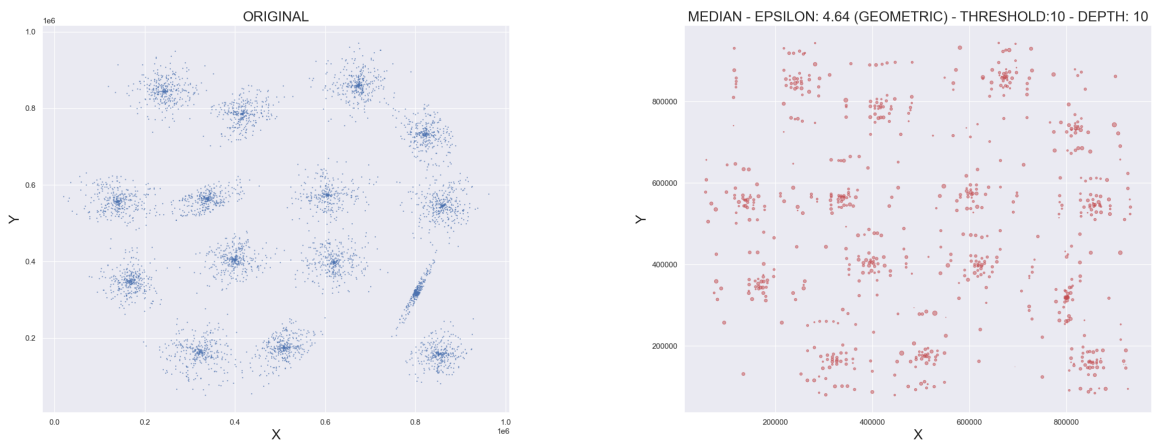 ORIGINAL
1e6
1.0
0.8
0.6
0.4
0.2
Y
0.0
0.2
0.4
0.6
0.8
1.0
1e6
X
MEDIAN - EPSILON: 4.64 (GEOMETRIC) - THRESHOLD:10 - DEPTH: 10
800000
600000
400000
200000
Y
200000
400000
600000
800000
X